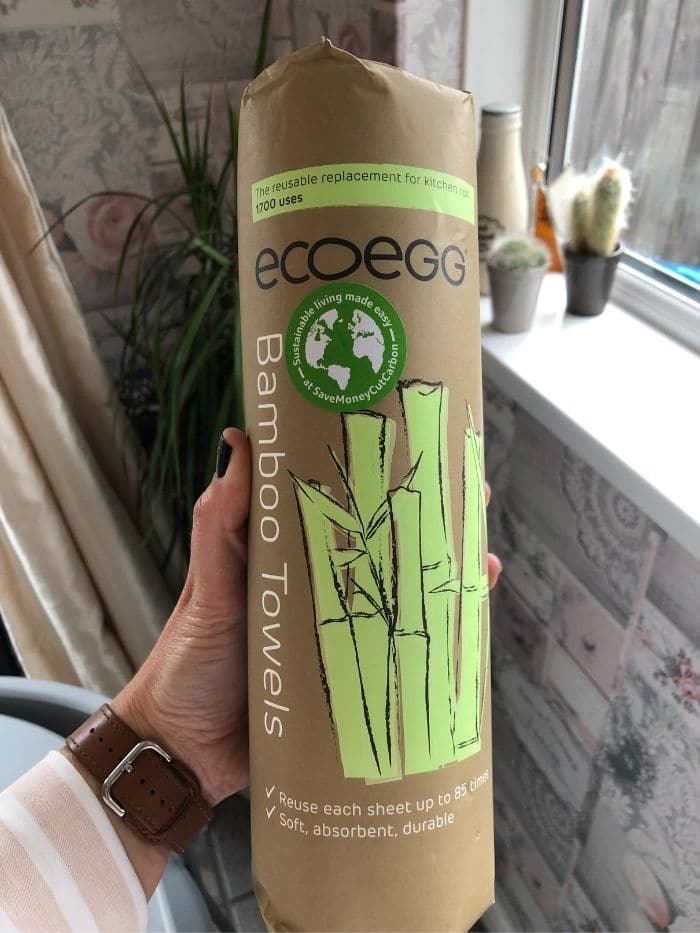 The reusable replacement for kitchen roll
1700 uses
ecoegg
Sustainable living made easy
at SaveMoneyCutCarbon
Bamboo Towels
✓ Reuse each sheet up to 85 times
✓ Soft, absorbent, durable